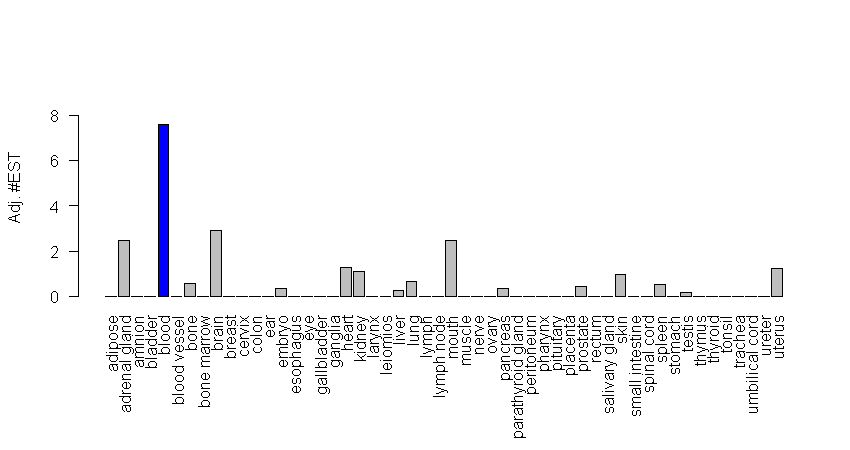 Adj. #EST
8
6
4
2
0
adipose
adrenal gland
amnion
bladder
blood
blood vessel
bone
bone marrow
brain
breast
cervix
colon
ear
embryo
esophagus
eye
gallbladder
ganglia
heart
kidney
larynx
leiomios
liver
lung
lymph
lymph node
mouth
muscle
nerve
ovary
pancreas
parathyroid gland
peritoneum
pharynx
pituitary
placenta
prostate
rectum
salivary gland
skin
small intestine
spinal cord
spleen
stomach
testis
thymus
thyroid
tonsil
trachea
umbilical cord
ureter
uterus